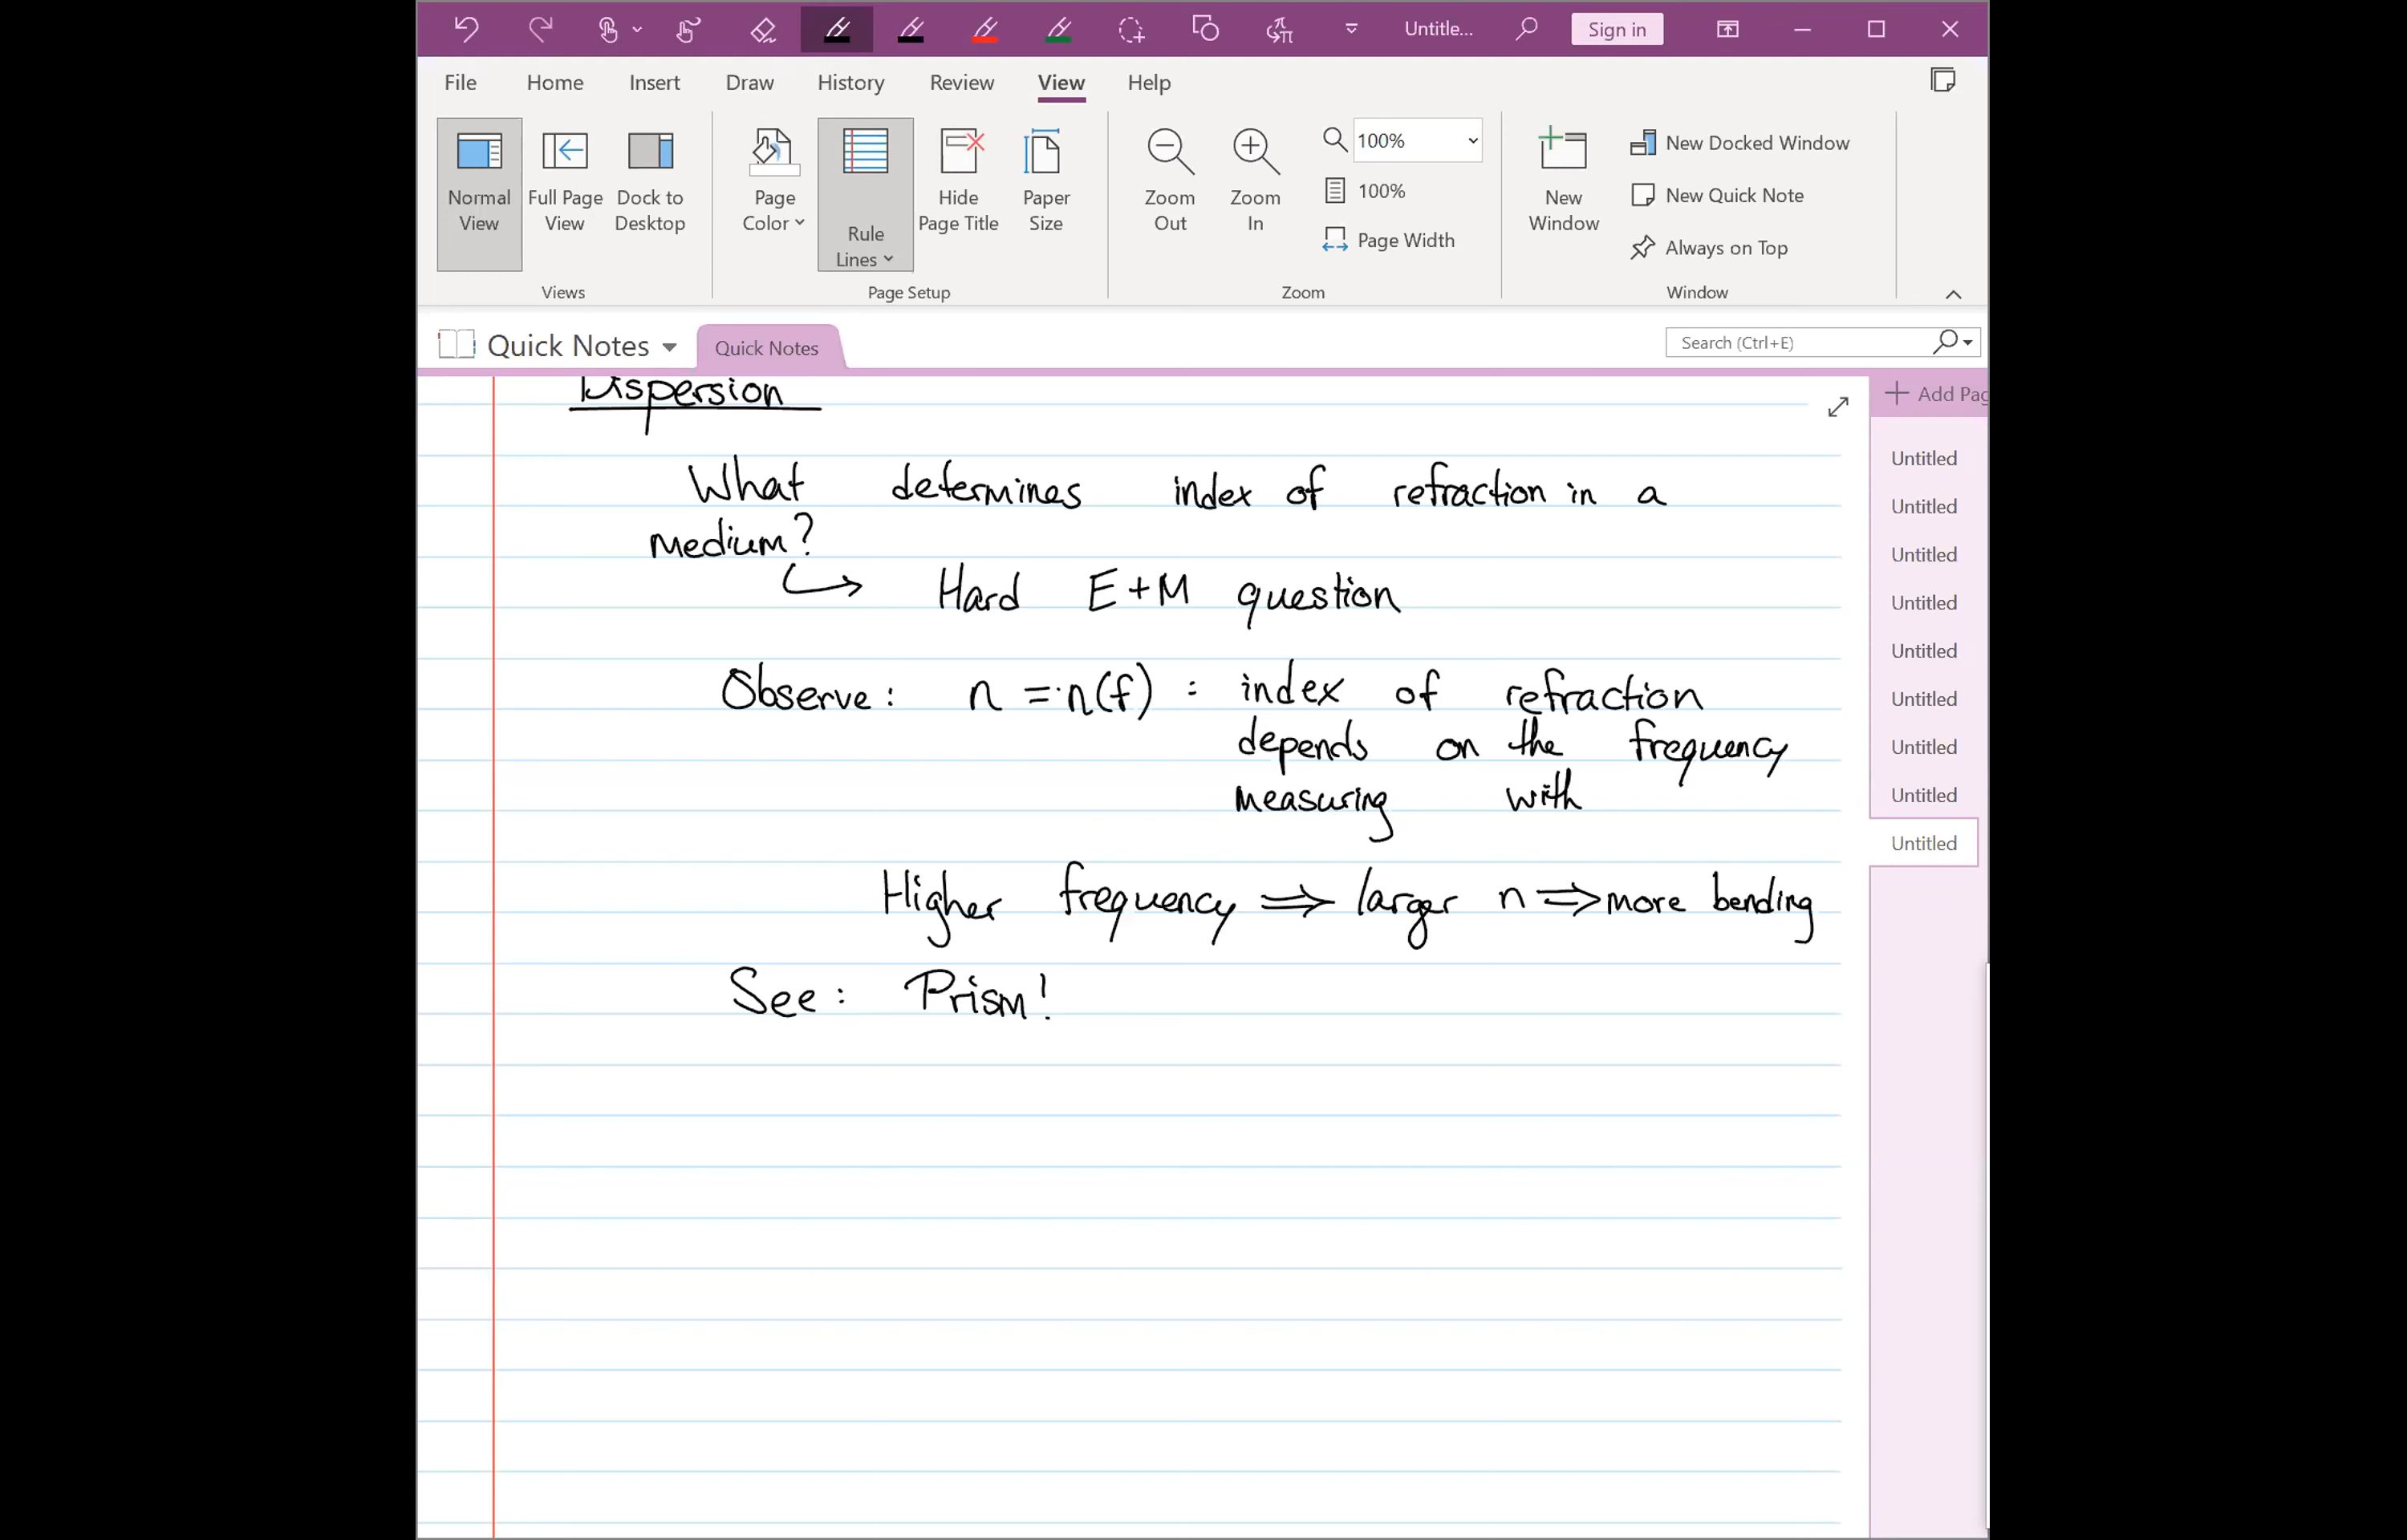 Untitle...
Sign in
File Home Insert Draw History Review View Help
Normal View
Full Page View
Dock to Desktop
Views
Page Color
Rule Lines
Hide Page Title
Paper Size
Page Setup
Zoom Out
Zoom In
100%
100%
Page Width
Zoom
New Window
New Docked Window
New Quick Note
Always on Top
Window
Quick Notes
Quick Notes
Search (Ctrl+E)
Add Pag
Untitled
Untitled
Untitled
Untitled
Untitled
Untitled
Untitled
Untitled
Untitled
Dispersion
What determines index of refraction in a
medium?
↪ Hard E+M question
Observe: n = n(f) : index of refraction
depends on the frequency
measuring with
Higher frequency ⇒ larger n ⇒ more bending
See: Prism!